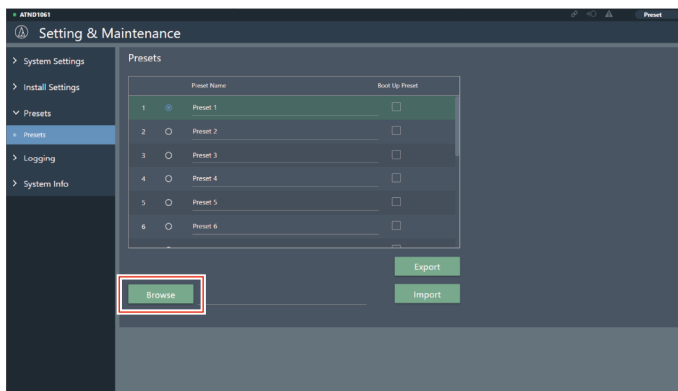 ATND1061
Preset
Setting & Maintenance
System Settings
Install Settings
Presets
Presets
Logging
System Info
Presets
Preset Name Boot Up Preset
1 Preset 1
2 Preset 2
3 Preset 3
4 Preset 4
5 Preset 5
6 Preset 6
Export
Browse
Import